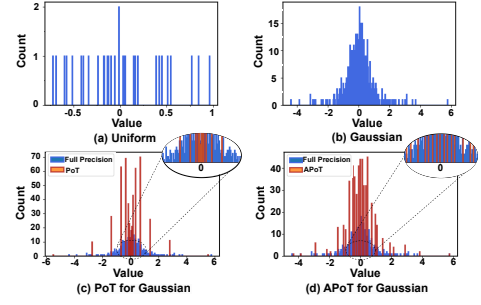 2
1
0
Count
-0.5
0
0.5
1
Value
(a) Uniform
15
10
5
0
Count
-4
-2
0
2
4
6
Value
(b) Gaussian
70
60
50
40
30
20
10
0
Count
Full Precision
PoT
0
-6
-4
-2
0
2
4
6
Value
(c) PoT for Gaussian
40
30
20
10
0
Count
Full Precision
APoT
0
-4
-2
0
2
4
6
Value
(d) APoT for Gaussian